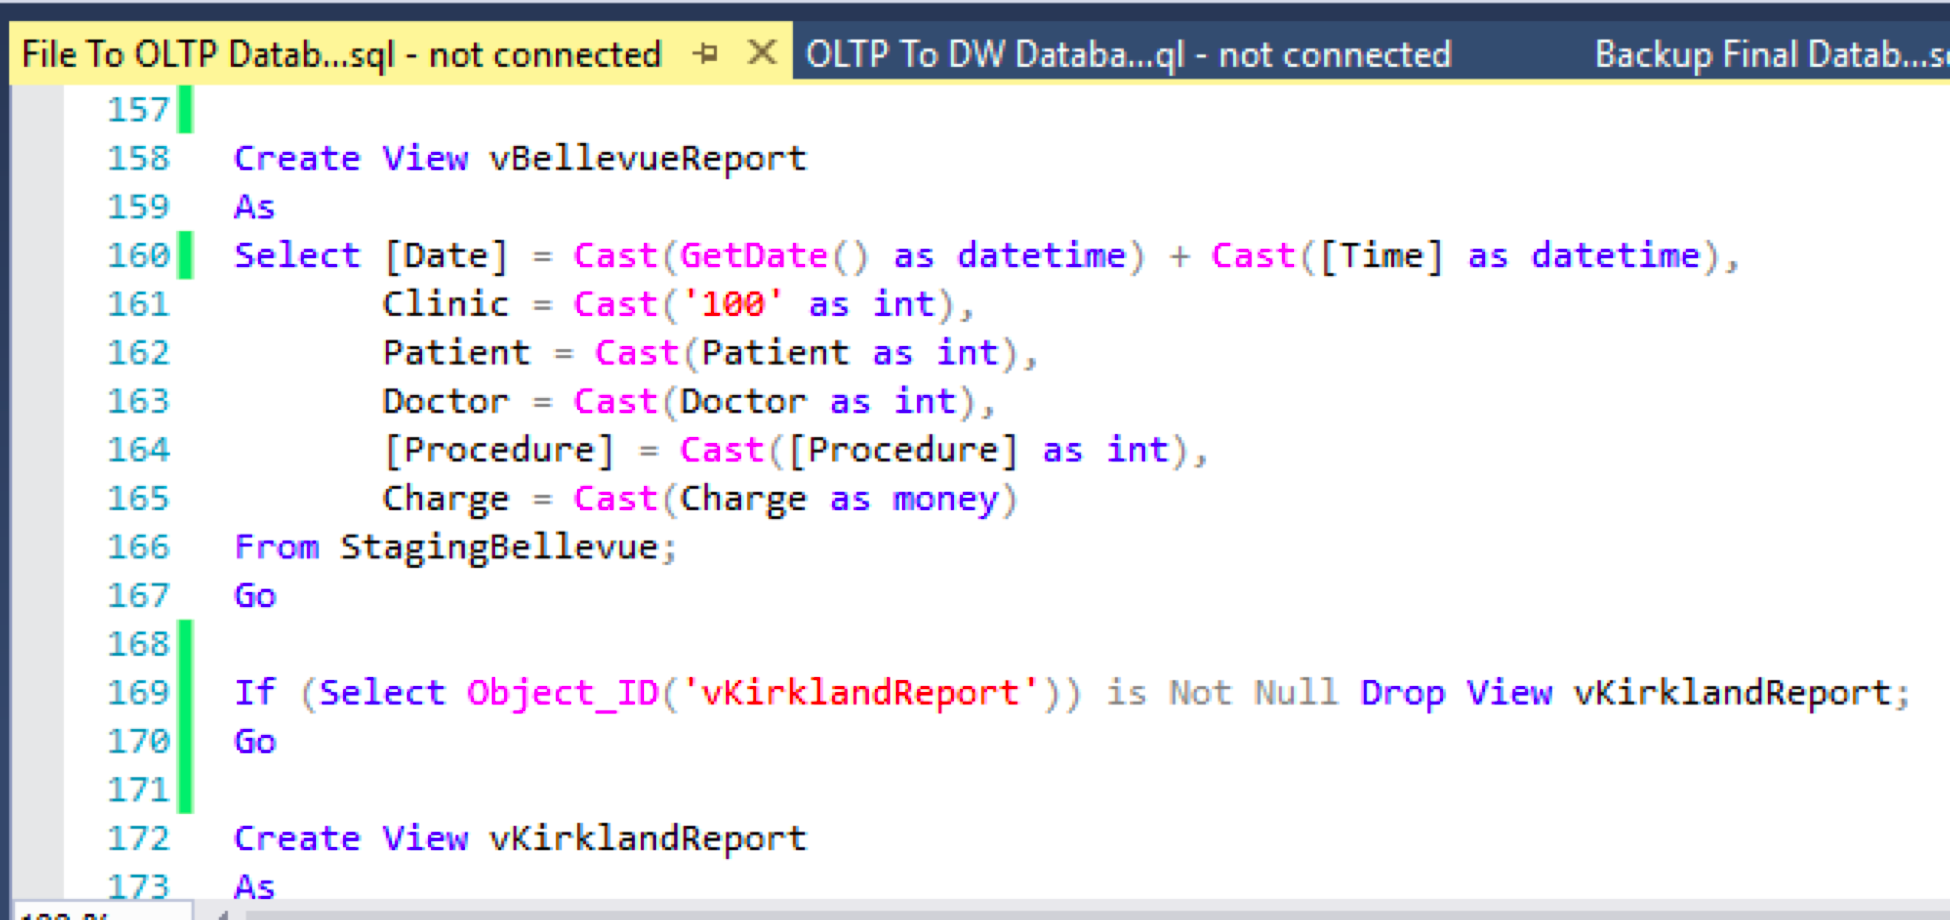 File To OLTP Datab...sql - not connected OLTP To DW Databa...ql - not connected Backup Final Datab...s
157
158 Create View vBellevueReport
159 As
160 Select [Date] = Cast(GetDate() as datetime) + Cast([Time] as datetime),
161 Clinic = Cast('100' as int),
162 Patient = Cast(Patient as int),
163 Doctor = Cast(Doctor as int),
164 [Procedure] = Cast([Procedure] as int),
165 Charge = Cast(Charge as money)
166 From StagingBellevue;
167 Go
168
169 If (Select Object_ID('vKirklandReport')) is Not Null Drop View vKirklandReport;
170 Go
171
172 Create View vKirklandReport
173 As